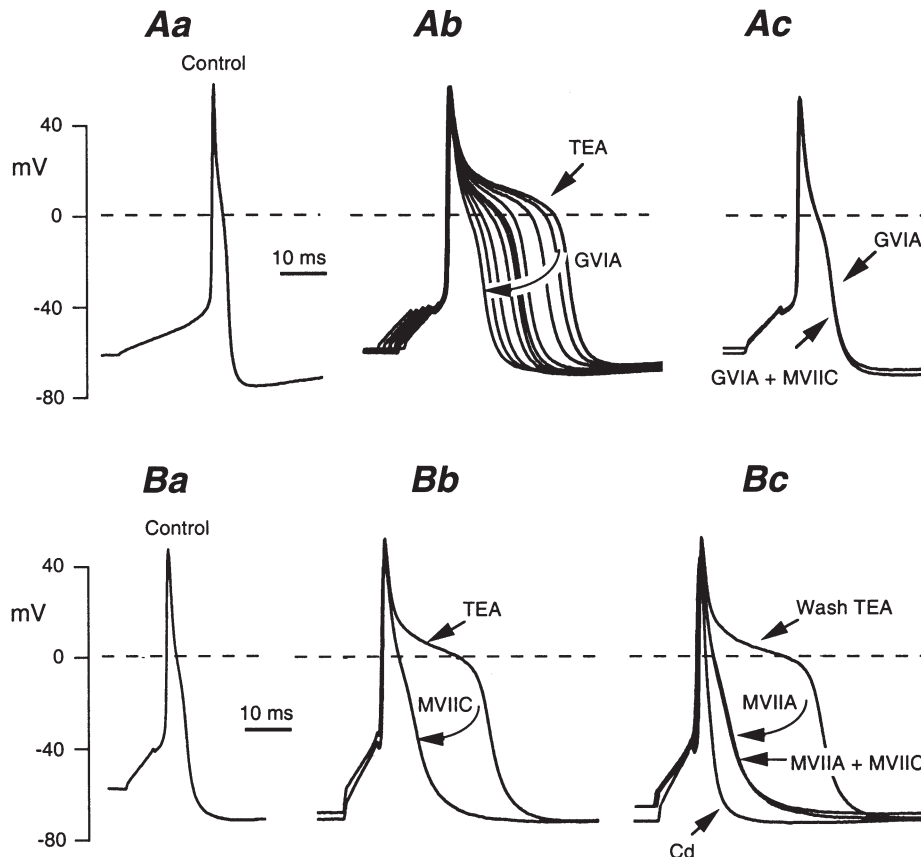 Aa
Ab
Ac
Control
40
TEA
mV
0
10 ms
GVIA
GVIA
-40
GVIA + MVIIC
-80
Ba
Bb
Bc
Control
40
mV
TEA
Wash TEA
0
10 ms
MVIIC
MVIIA
-40
MVIIA + MVIIC
-80
Cd